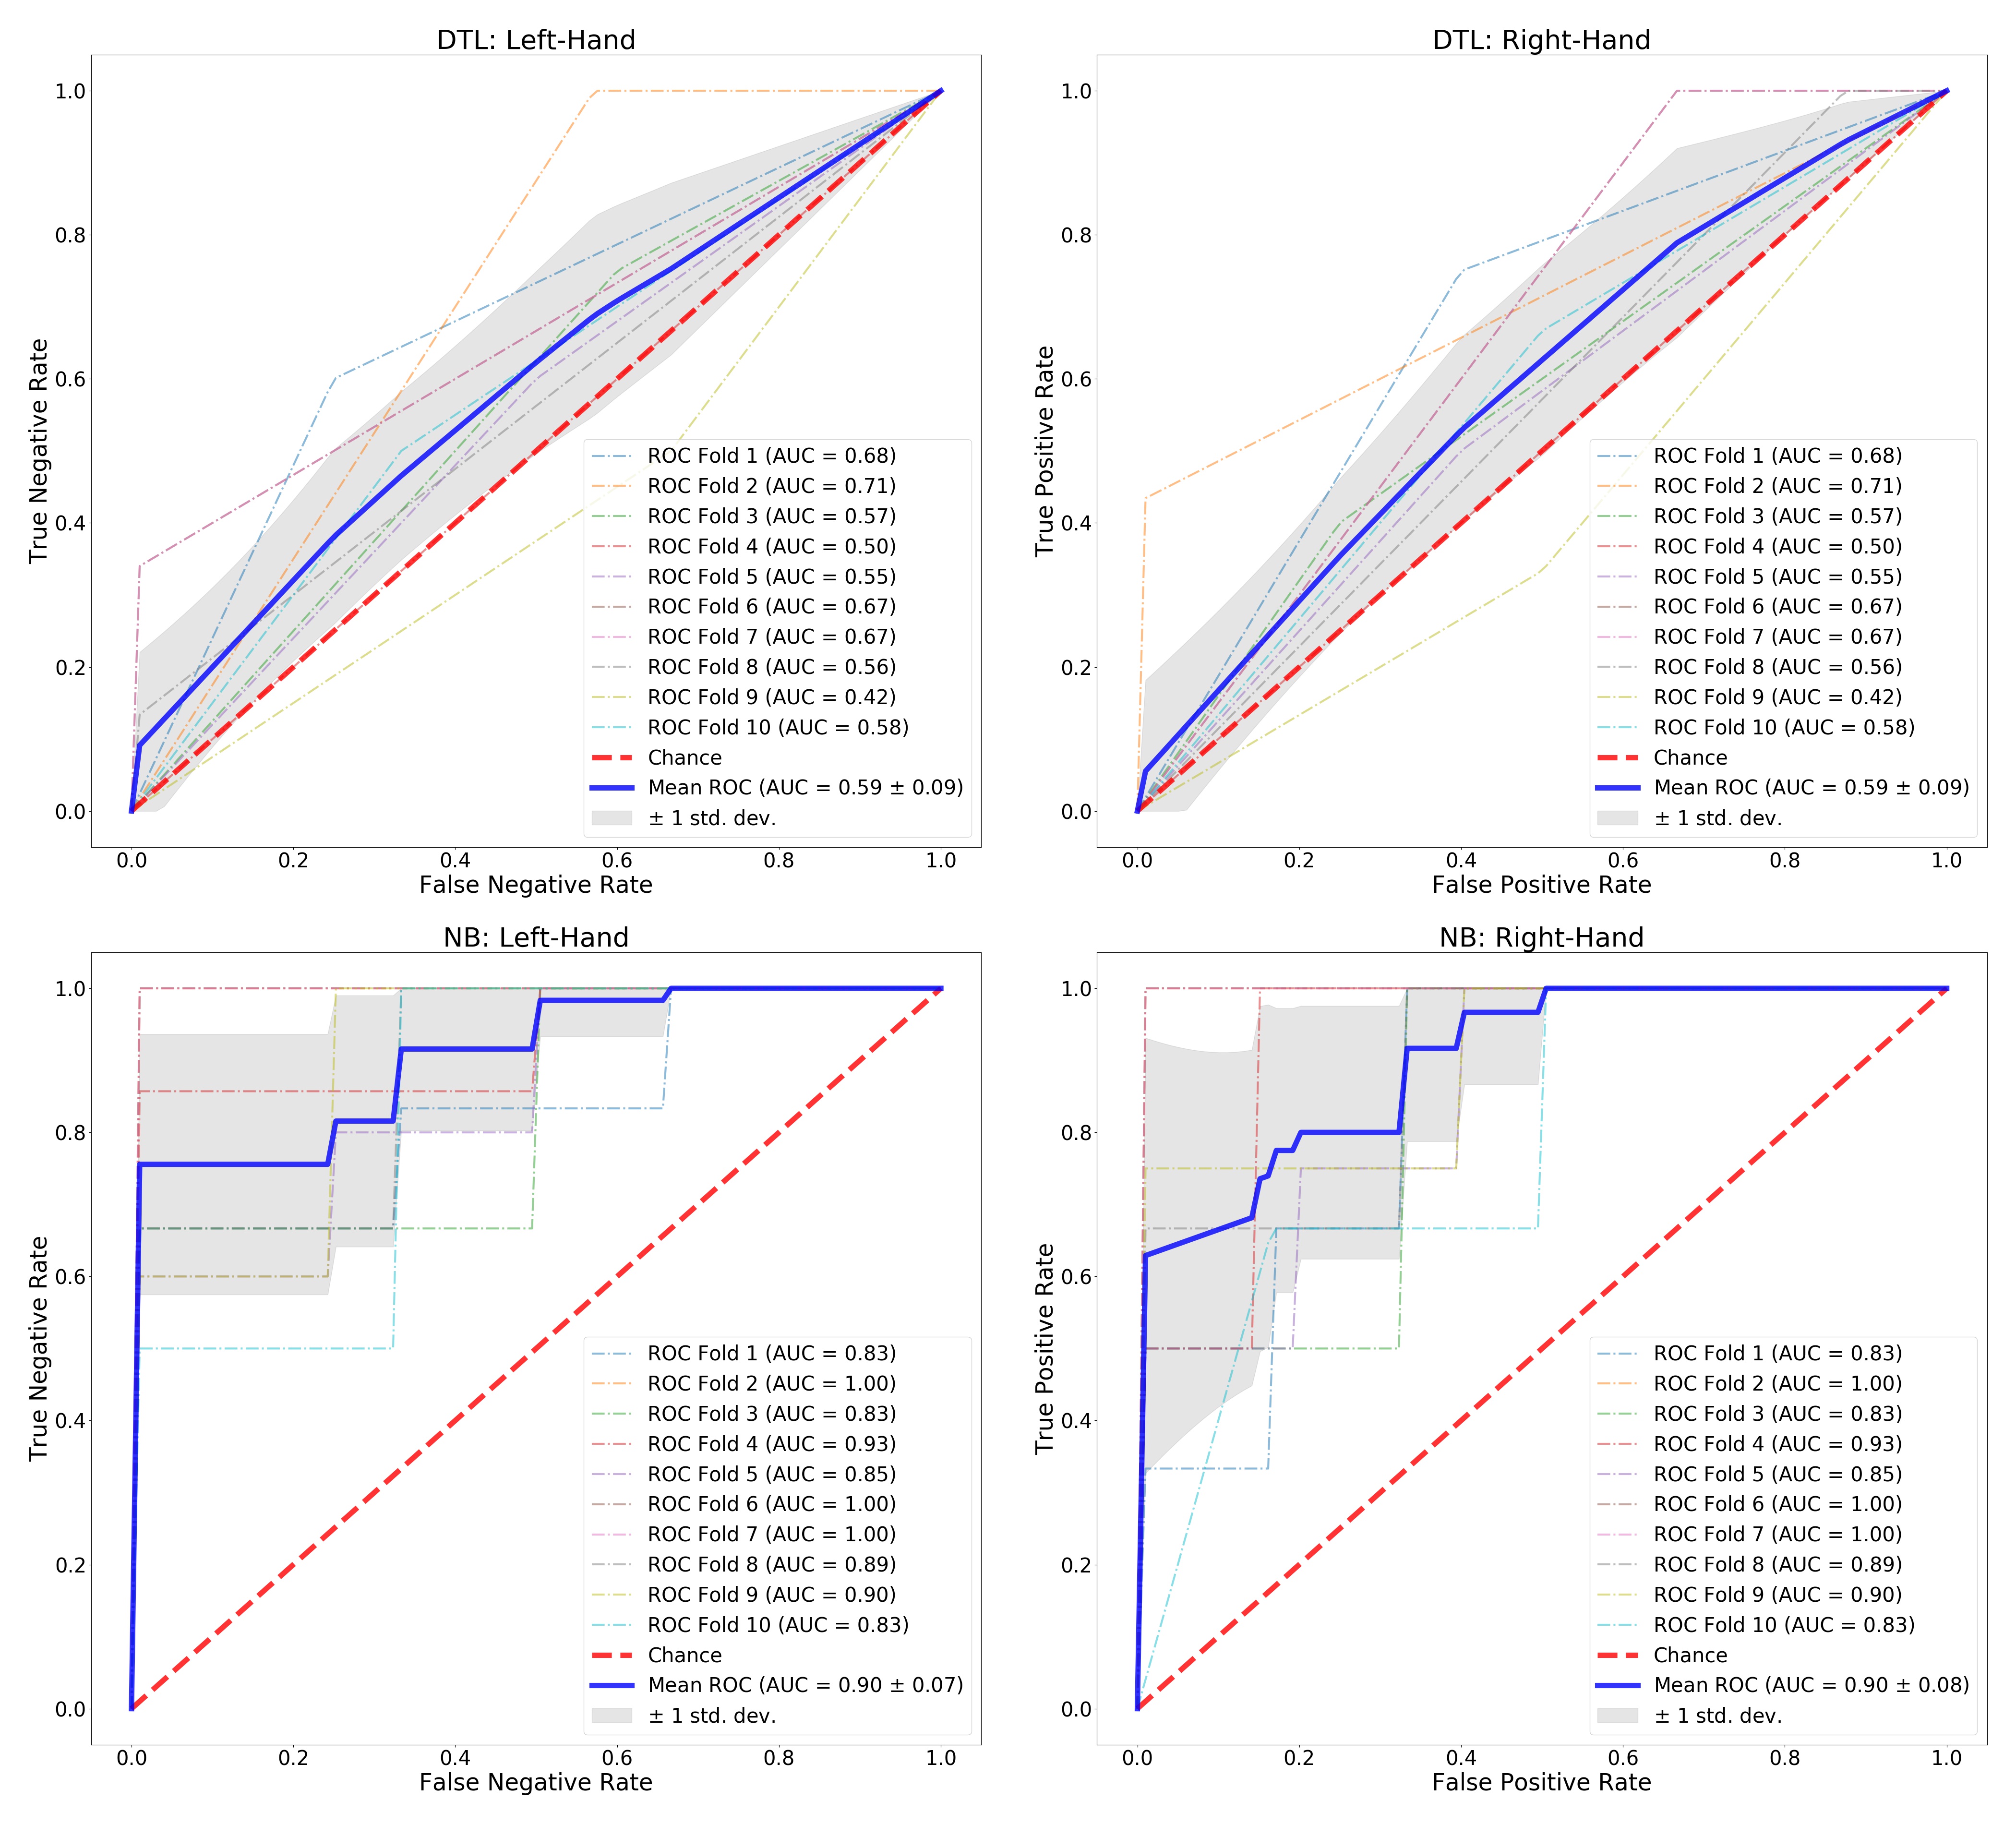 DTL: Left-Hand
1.0
0.8
0.6
0.4
0.2
0.0
True Negative Rate
ROC Fold 1 (AUC = 0.68)
ROC Fold 2 (AUC = 0.71)
ROC Fold 3 (AUC = 0.57)
ROC Fold 4 (AUC = 0.50)
ROC Fold 5 (AUC = 0.55)
ROC Fold 6 (AUC = 0.67)
ROC Fold 7 (AUC = 0.67)
ROC Fold 8 (AUC = 0.56)
ROC Fold 9 (AUC = 0.42)
ROC Fold 10 (AUC = 0.58)
Chance
Mean ROC (AUC = 0.59 ± 0.09)
± 1 std. dev.
0.0 0.2 0.4 0.6 0.8 1.0
False Negative Rate
DTL: Right-Hand
1.0
0.8
0.6
0.4
0.2
0.0
True Positive Rate
ROC Fold 1 (AUC = 0.68)
ROC Fold 2 (AUC = 0.71)
ROC Fold 3 (AUC = 0.57)
ROC Fold 4 (AUC = 0.50)
ROC Fold 5 (AUC = 0.55)
ROC Fold 6 (AUC = 0.67)
ROC Fold 7 (AUC = 0.67)
ROC Fold 8 (AUC = 0.56)
ROC Fold 9 (AUC = 0.42)
ROC Fold 10 (AUC = 0.58)
Chance
Mean ROC (AUC = 0.59 ± 0.09)
± 1 std. dev.
0.0 0.2 0.4 0.6 0.8 1.0
False Positive Rate
NB: Left-Hand
1.0
0.8
0.6
0.4
0.2
0.0
True Negative Rate
ROC Fold 1 (AUC = 0.83)
ROC Fold 2 (AUC = 1.00)
ROC Fold 3 (AUC = 0.83)
ROC Fold 4 (AUC = 0.93)
ROC Fold 5 (AUC = 0.85)
ROC Fold 6 (AUC = 1.00)
ROC Fold 7 (AUC = 1.00)
ROC Fold 8 (AUC = 0.89)
ROC Fold 9 (AUC = 0.90)
ROC Fold 10 (AUC = 0.83)
Chance
Mean ROC (AUC = 0.90 ± 0.07)
± 1 std. dev.
0.0 0.2 0.4 0.6 0.8 1.0
False Negative Rate
NB: Right-Hand
1.0
0.8
0.6
0.4
0.2
0.0
True Positive Rate
ROC Fold 1 (AUC = 0.83)
ROC Fold 2 (AUC = 1.00)
ROC Fold 3 (AUC = 0.83)
ROC Fold 4 (AUC = 0.93)
ROC Fold 5 (AUC = 0.85)
ROC Fold 6 (AUC = 1.00)
ROC Fold 7 (AUC = 1.00)
ROC Fold 8 (AUC = 0.89)
ROC Fold 9 (AUC = 0.90)
ROC Fold 10 (AUC = 0.83)
Chance
Mean ROC (AUC = 0.90 ± 0.08)
± 1 std. dev.
0.0 0.2 0.4 0.6 0.8 1.0
False Positive Rate